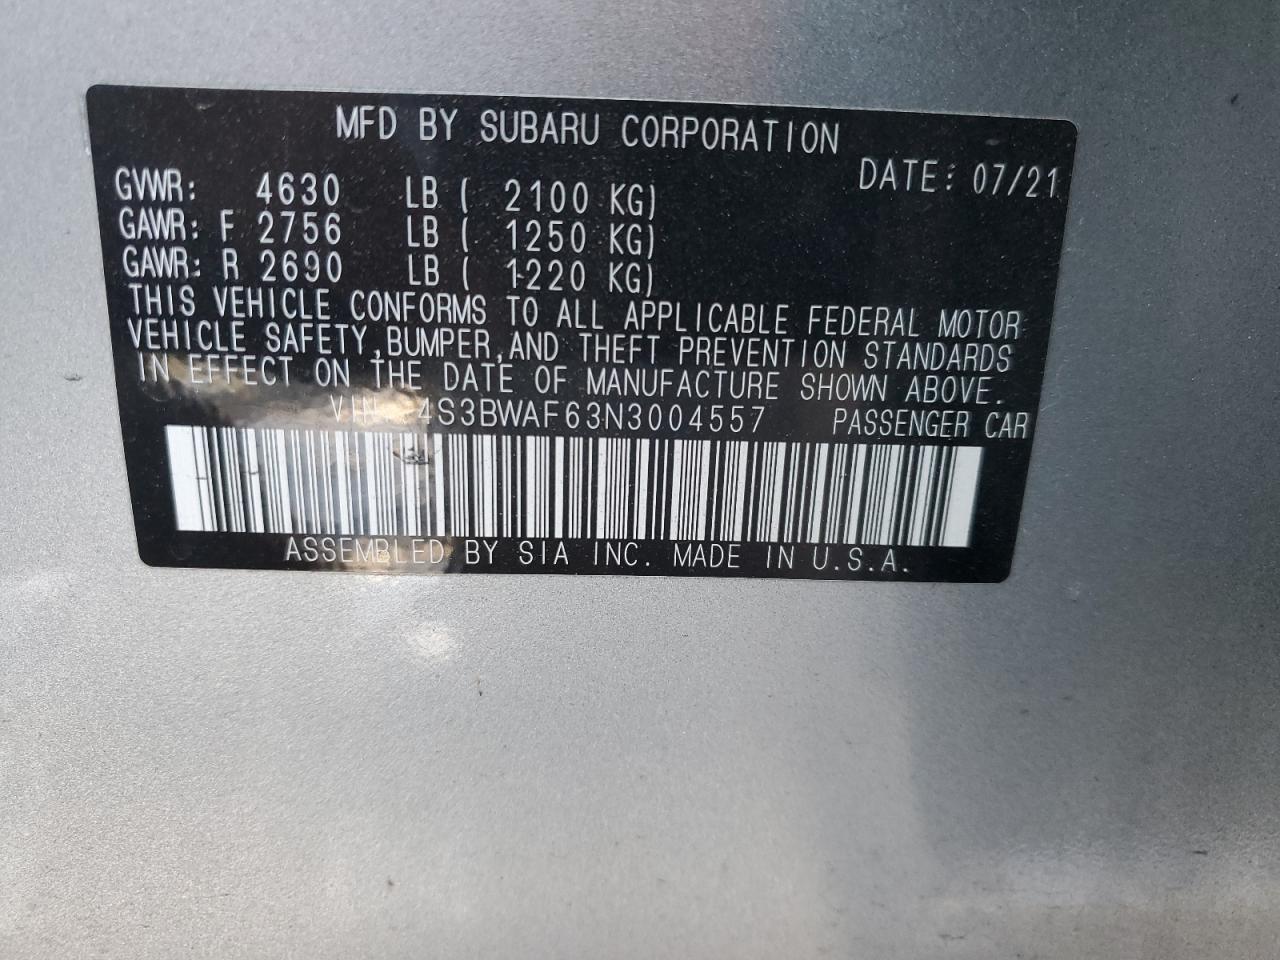 MFD BY SUBARU CORPORATION
DATE: 07/21
GVWR: 4630 LB ( 2100 KG)
GAWR: F 2756 LB ( 1250 KG)
GAWR: R 2690 LB ( 1220 KG)
THIS VEHICLE CONFORMS TO ALL APPLICABLE FEDERAL MOTOR
VEHICLE SAFETY,BUMPER,AND THEFT PREVENTION STANDARDS
IN EFFECT ON THE DATE OF MANUFACTURE SHOWN ABOVE.
VIN: 4S3BWAF63N3004557 PASSENGER CAR
ASSEMBLED BY SIA INC. MADE IN U.S.A.